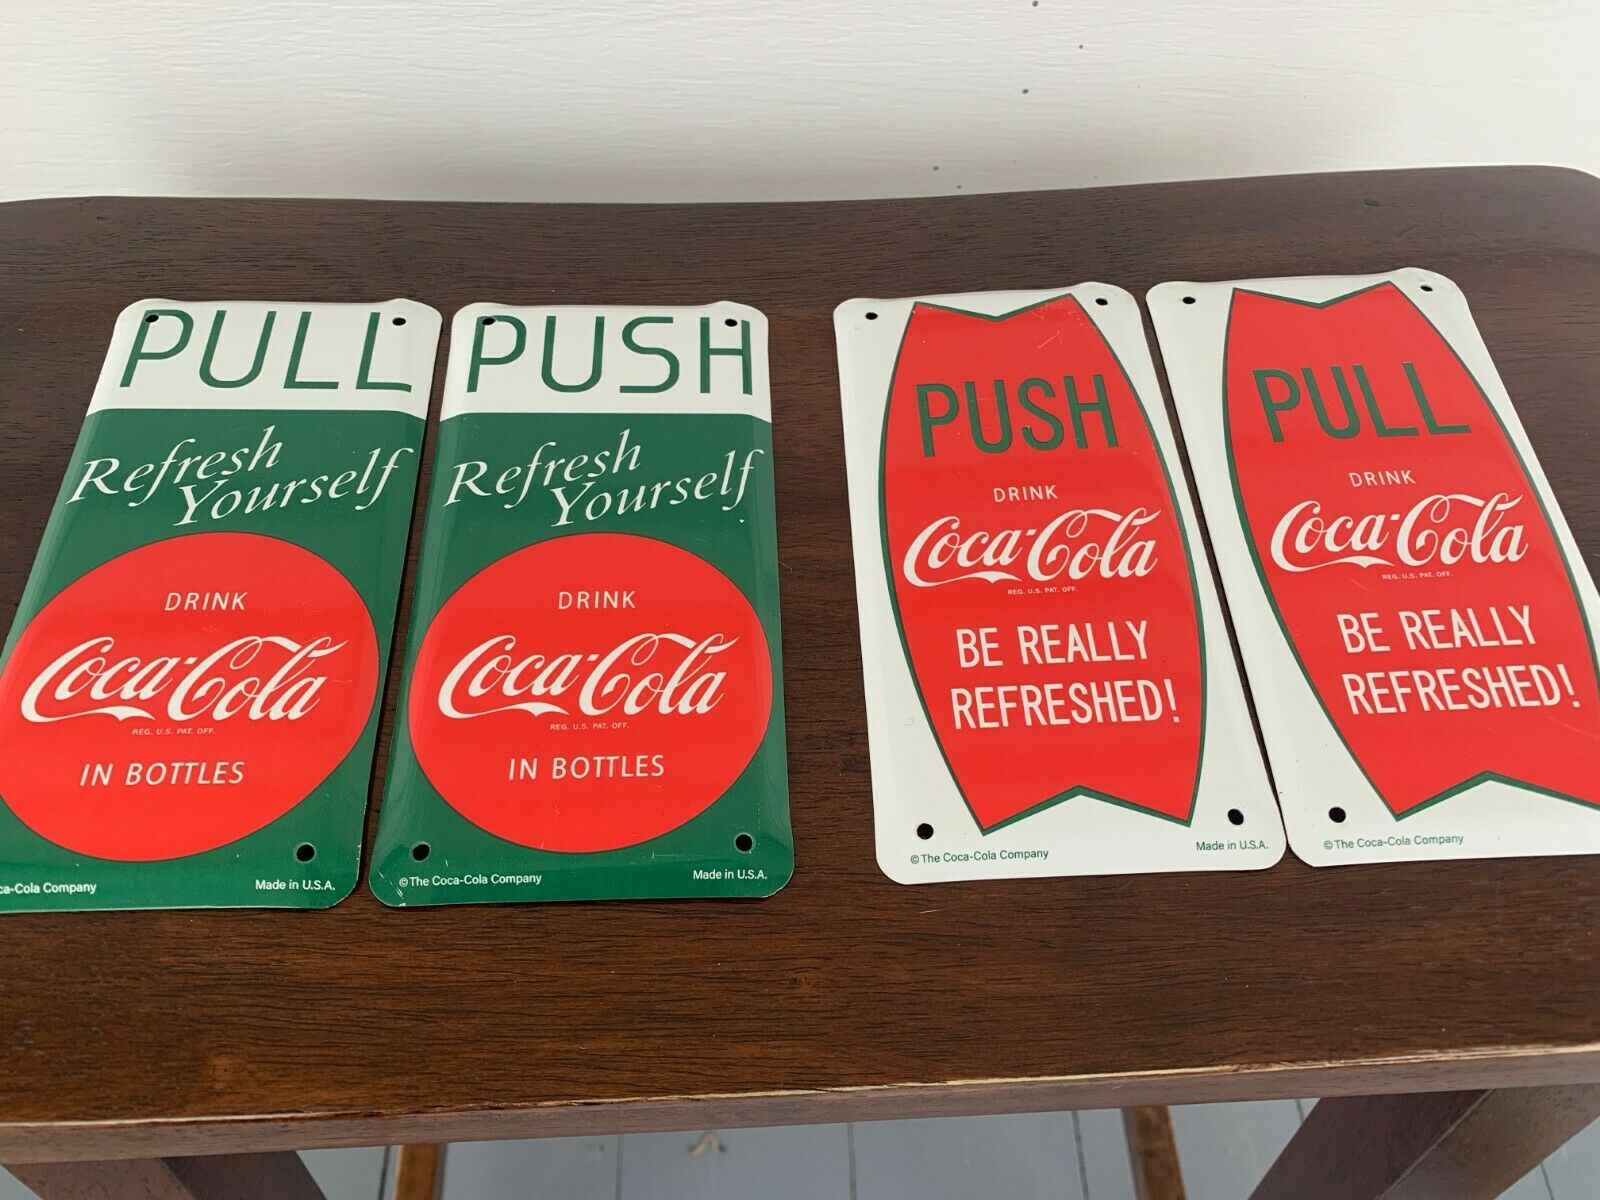 PULL
Refresh
Yourself
DRINK
Coca-Cola
REG. U.S. PAT. OFF.
IN BOTTLES
ca-Cola Company
Made in U.S.A.
PUSH
Refresh
Yourself
DRINK
Coca-Cola
REG. U.S. PAT. OFF.
IN BOTTLES
© The Coca-Cola Company
Made in U.S.A.
PUSH
DRINK
Coca-Cola
REG. U.S. PAT. OFF.
BE REALLY
REFRESHED!
© The Coca-Cola Company
Made in U.S.A.
PULL
DRINK
Coca-Cola
REG. U.S. PAT. OFF.
BE REALLY
REFRESHED!
© The Coca-Cola Company